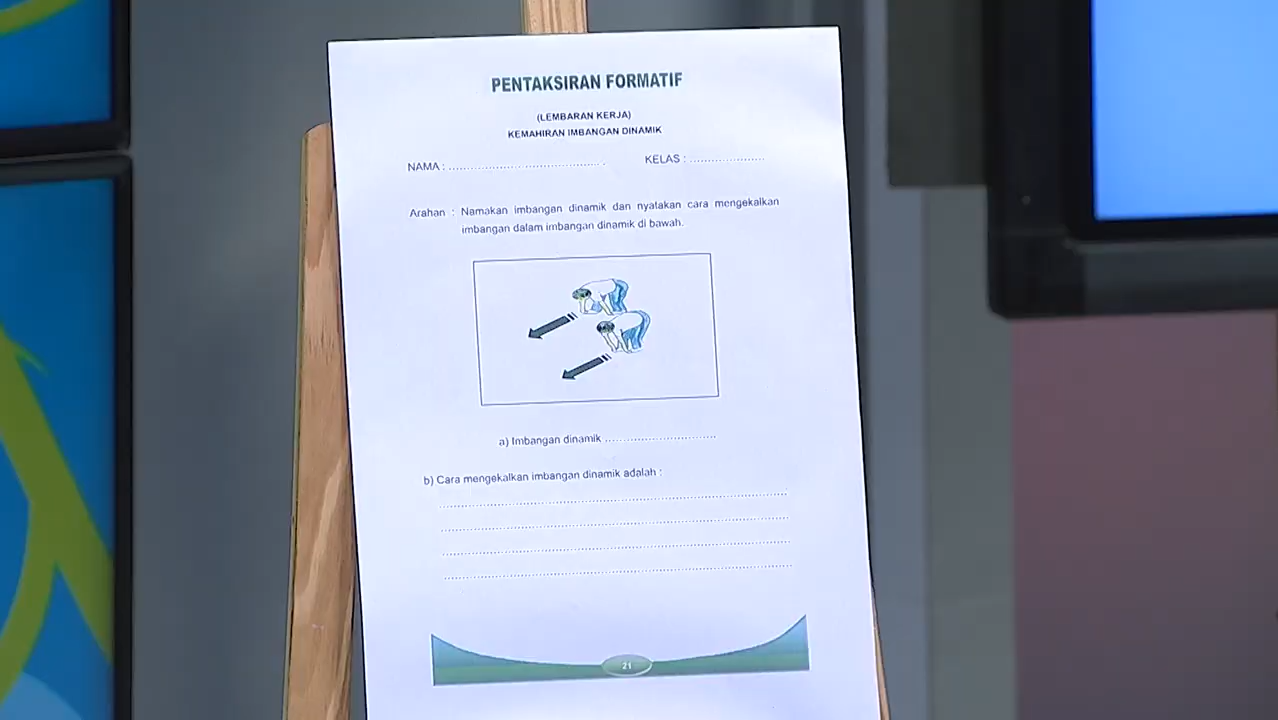 PENTAKSIRAN FORMATIF
(LEMBARAN KERJA)
KEMAHIRAN IMBANGAN DINAMIK
NAMA : .......................................... . KELAS : ....................
Arahan : Namakan imbangan dinamik dan nyatakan cara mengekalkan
imbangan dalam imbangan dinamik di bawah.
a) Imbangan dinamik ..............................
b) Cara mengekalkan imbangan dinamik adalah :
21